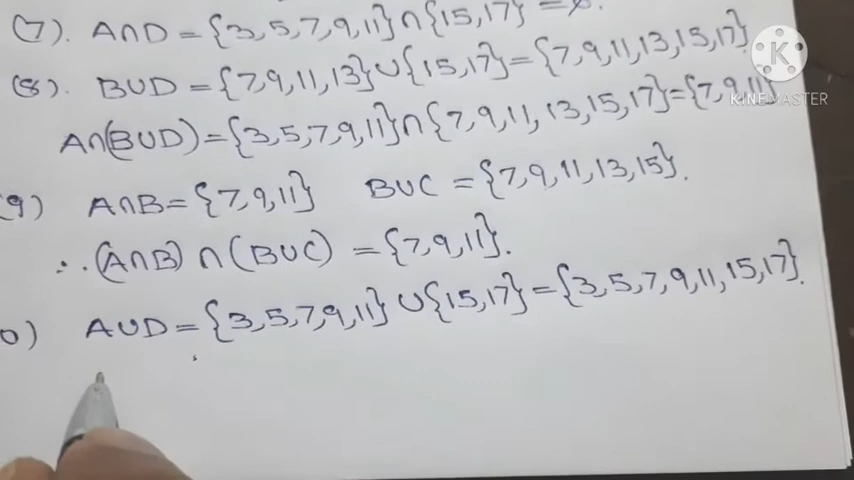 (7). A∩D = {3,5,7,9,11}∩{15,17} = ∅.
(8). B∪D = {7,9,11,13}∪{15,17} = {7,9,11,13,15,17}
A∩(B∪D) = {3,5,7,9,11}∩{7,9,11,13,15,17} = {7,9,11}
(9) A∩B = {7,9,11} B∪C = {7,9,11,13,15}.
∴ (A∩B) ∩ (B∪C) = {7,9,11}.
0) A∪D = {3,5,7,9,11} ∪{15,17} = {3,5,7,9,11,15,17}.
K
KINEMASTER